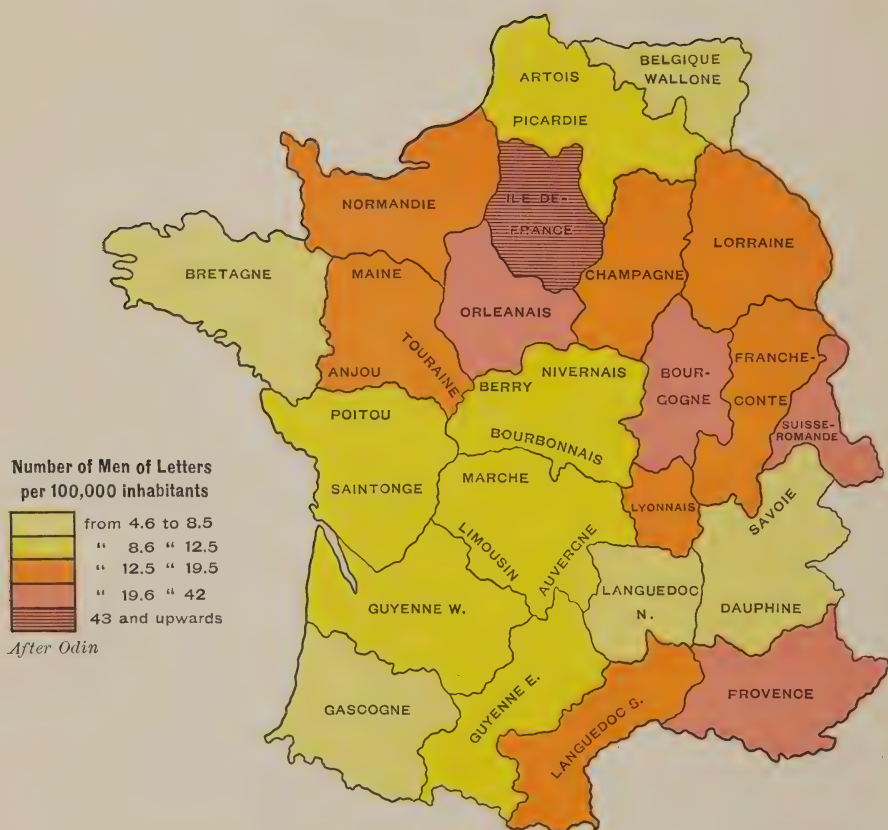 BELGIQUE
WALLONE
ARTOIS
PICARDIE
NORMANDIE
ILE DE-
FRANCE
LORRAINE
BRETAGNE
MAINE
CHAMPAGNE
ORLEANAIS
TOURAINE
ANJOU
NIVERNAIS
BERRY
BOUR-
GOGNE
FRANCHE-
CONTE
POITOU
BOURBONNAIS
SUISSE-
ROMANDE
SAINTONGE
MARCHE
LYONNAIS
SAVOIE
LIMOUSIN
AUVERGNE
LANGUEDOC
N.
DAUPHINE
GUYENNE W.
GASCOGNE
GUYENNE E.
LANGUEDOC S.
PROVENCE
Number of Men of Letters
per 100,000 inhabitants
from 4.6 to 8.5
“ 8.6 “ 12.5
“ 12.5 “ 19.5
“ 19.6 “ 42
43 and upwards
After Odin